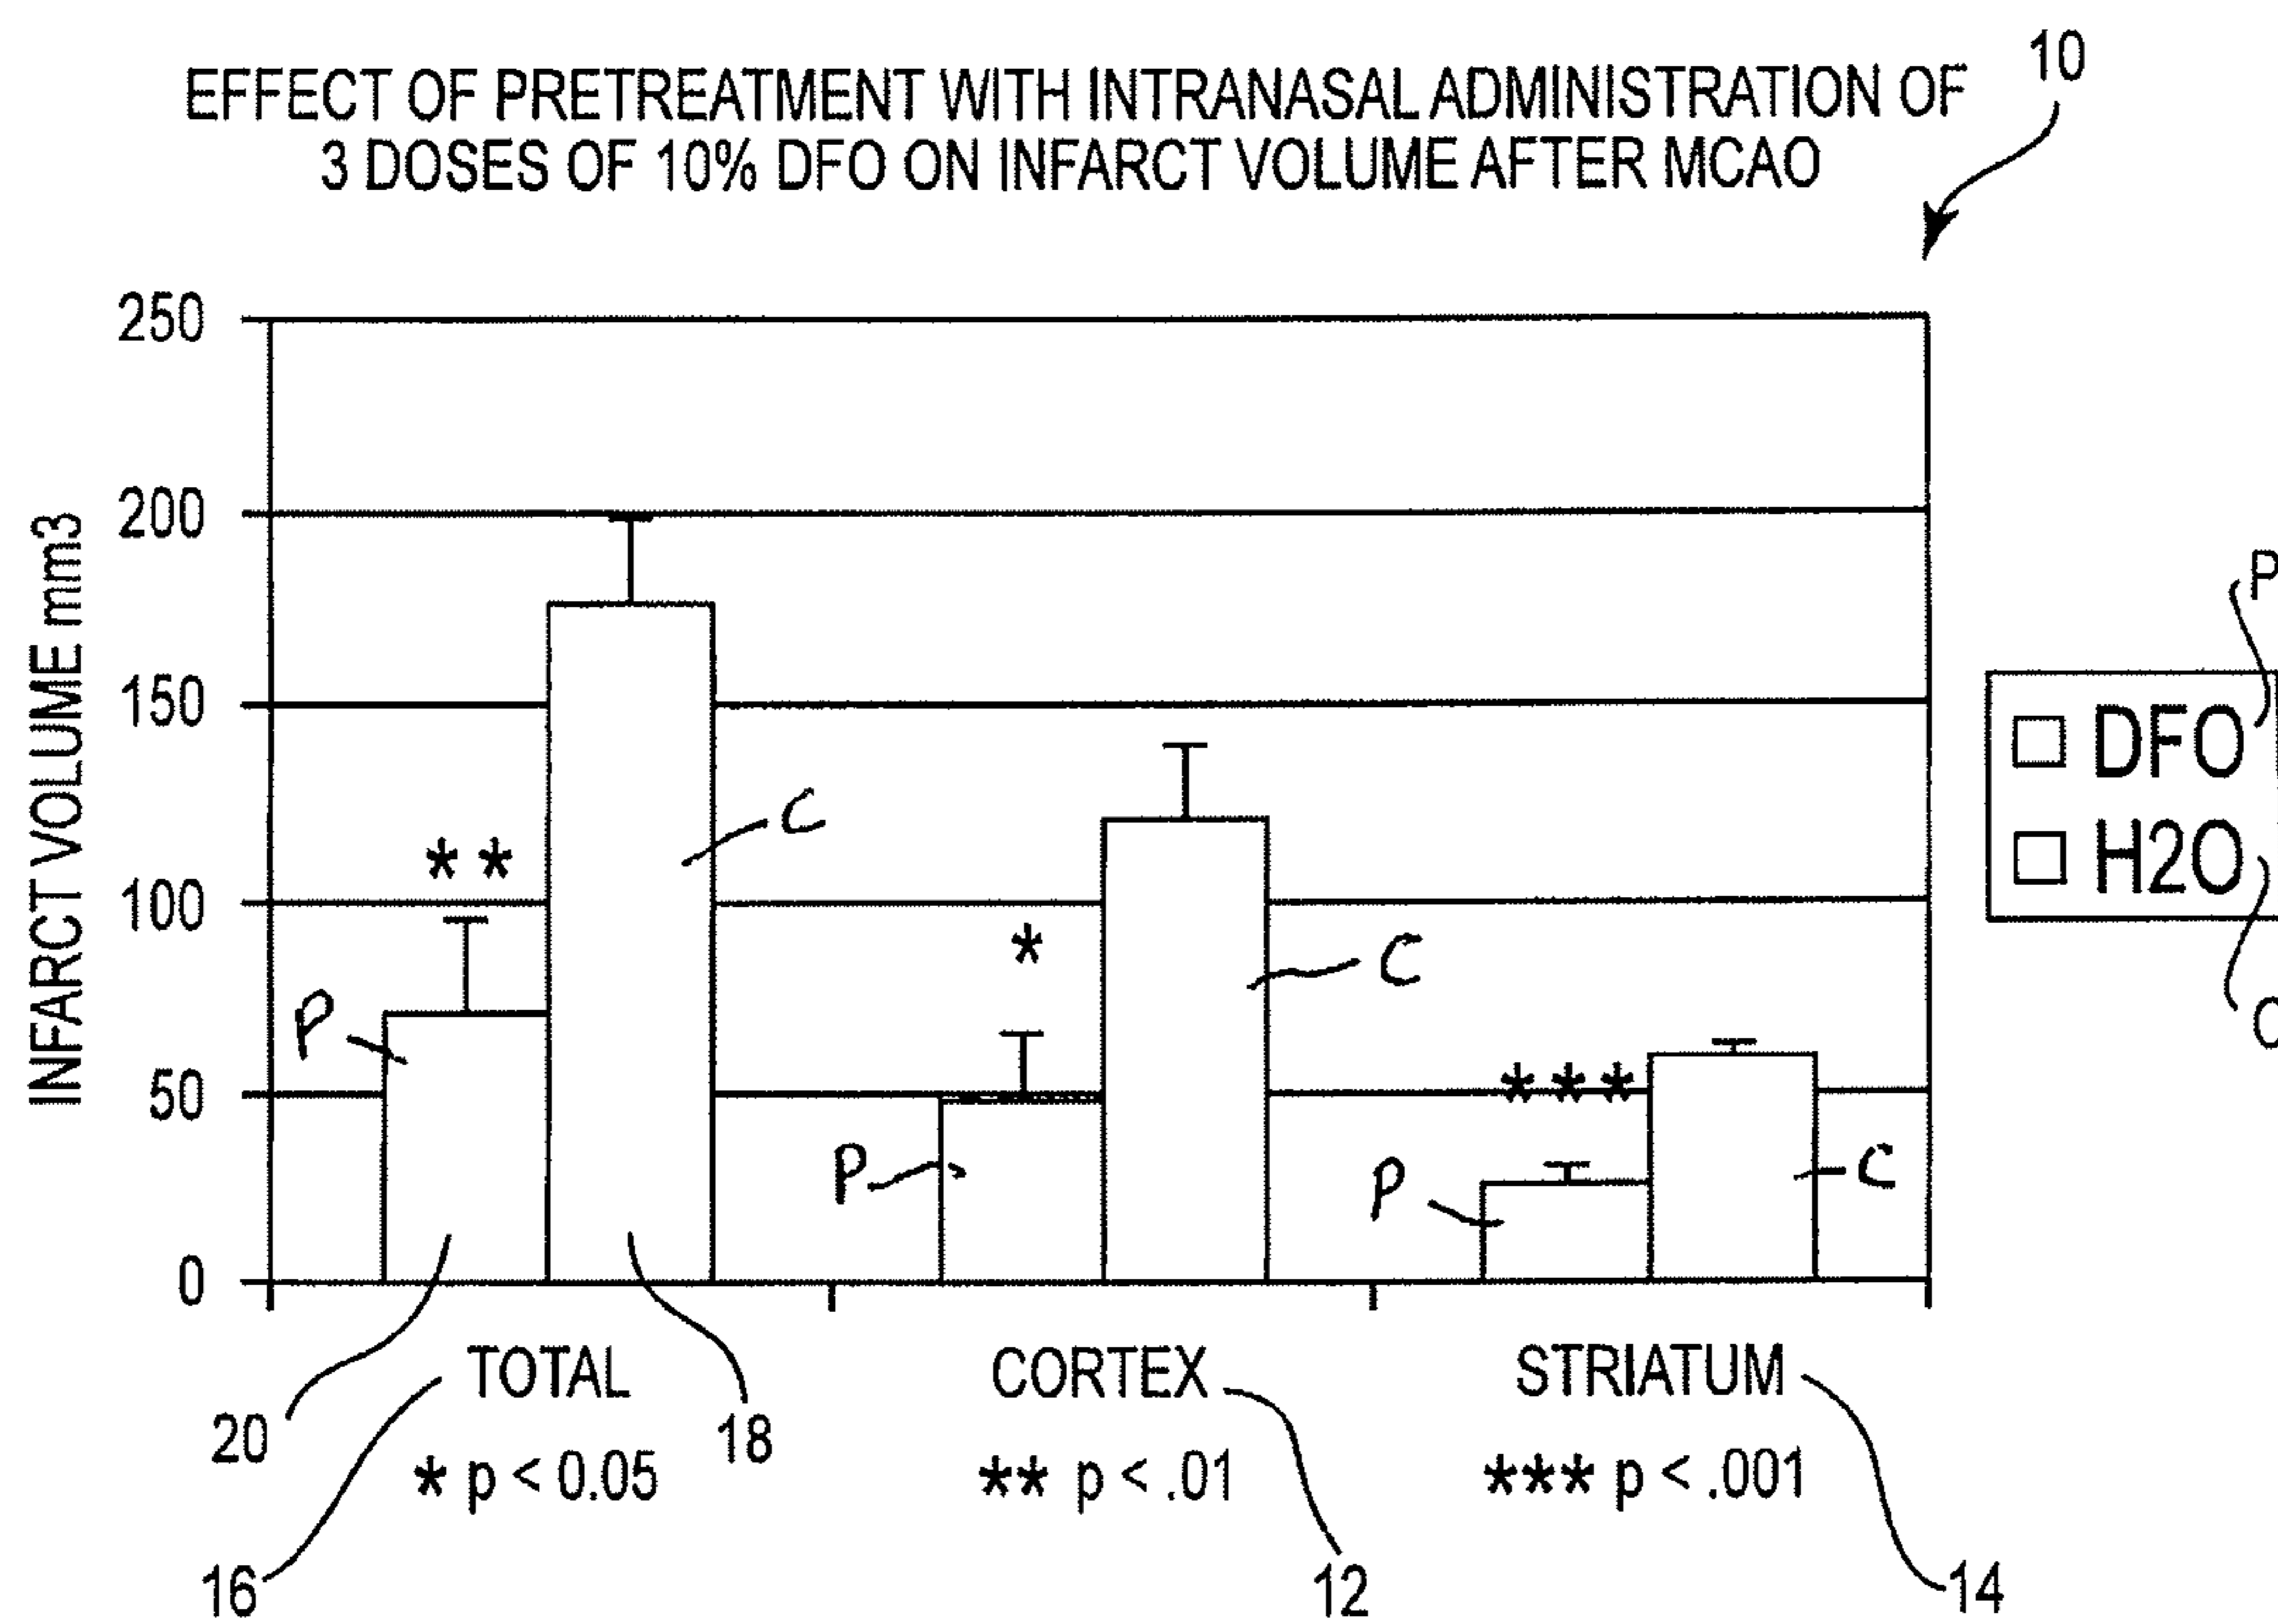 10
EFFECT OF PRETREATMENT WITH INTRANASAL ADMINISTRATION OF
3 DOSES OF 10% DFO ON INFARCT VOLUME AFTER MCAO
INFARCT VOLUME mm3
250
200
150
100
50
0
**
*
***
P
C
P
C
P
C
P
DFO
H2O
TOTAL
CORTEX
STRIATUM
20
18
* p < 0.05
** p < .01
*** p < .001
16
12
14